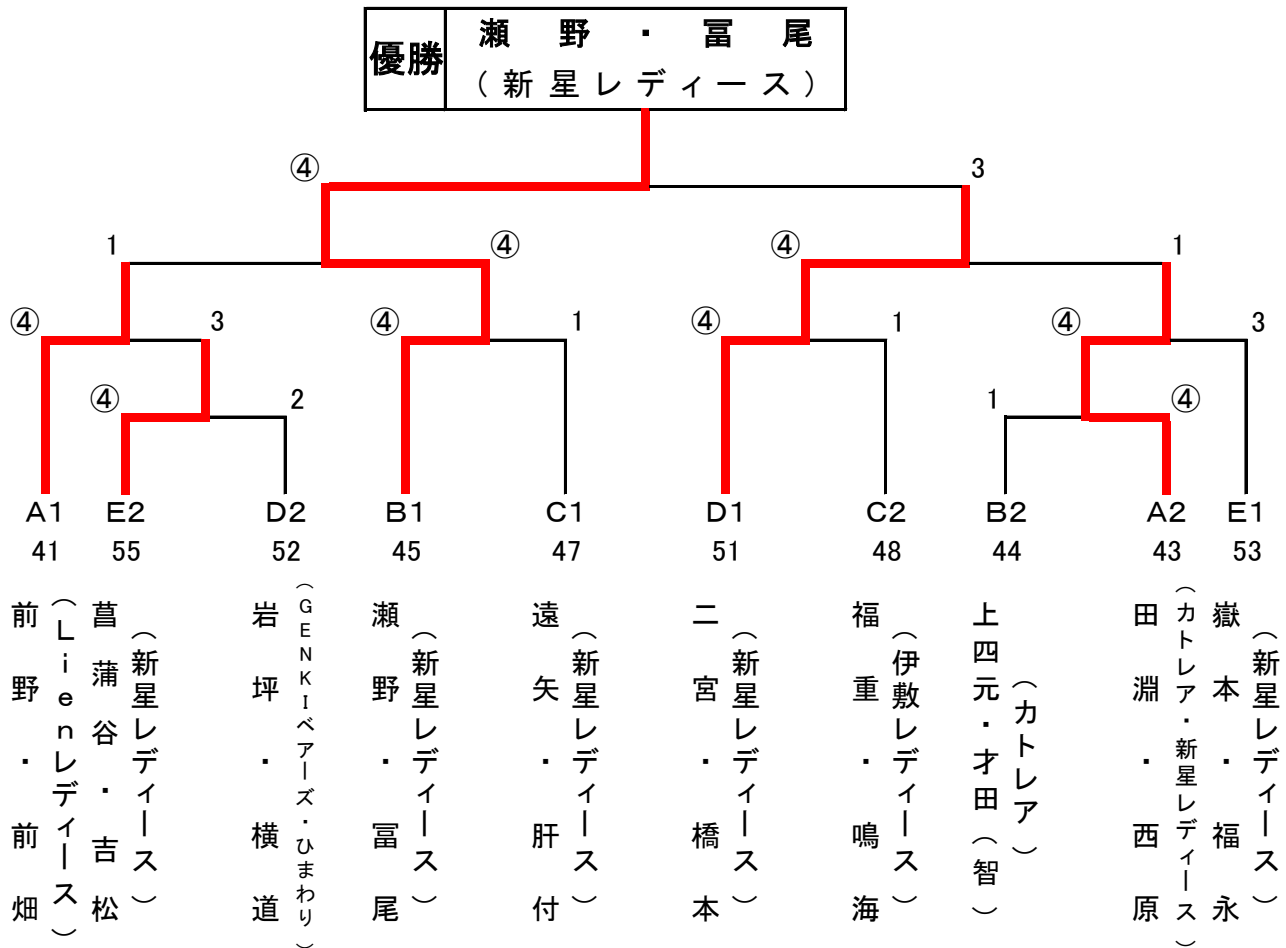 優勝
瀬野・冨尾
(新星レディース)
④
3
1
④
④
1
④
3
④
1
④
1
④
3
④
2
1
④
A1
E2
D2
B1
C1
D1
C2
B2
A2
E1
41
55
52
45
47
51
48
44
43
53
前野・前畑
(Lienレディース)
菖蒲谷・吉松
(新星レディース)
岩坪・横道
(GENKIベアーズ・ひまわり)
瀬野・冨尾
(新星レディース)
遠矢・肝付
(新星レディース)
二宮・橋本
(新星レディース)
福重・鳴海
(伊敷レディース)
上四元・才田(智)
(カトレア)
田淵・西原
(カトレア・新星レディース)
嶽本・福永
(新星レディース)